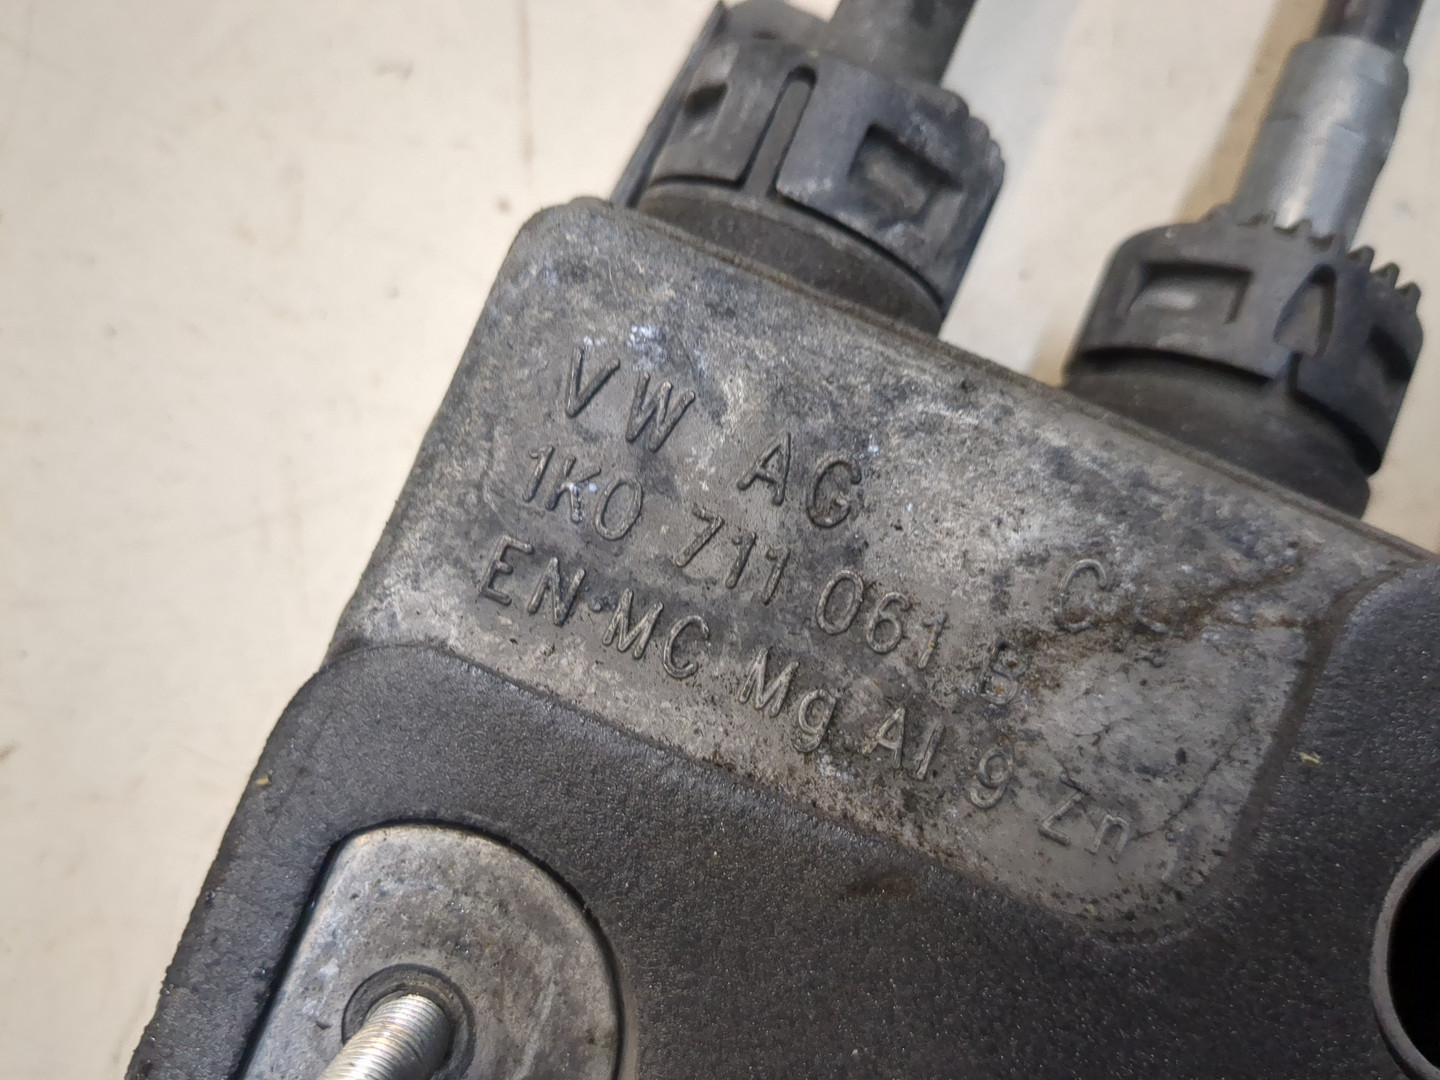 VW AG
1K0 711 061 B
EN-MC Mg Al 9 Zn